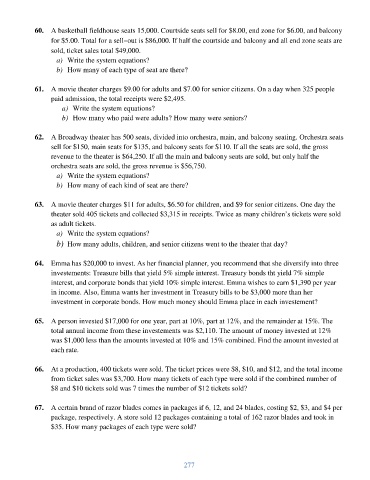 60. A basketball fieldhouse seats 15,000. Courtside seats sell for $8.00, end zone for $6.00, and balcony
for $5.00. Total for a sell-out is $86,000. If half the courtside and balcony and all end zone seats are
sold, ticket sales total $49,000.
a) Write the system equations?
b) How many of each type of seat are there?
61. A movie theater charges $9.00 for adults and $7.00 for senior citizens. On a day when 325 people
paid admission, the total receipts were $2,495.
a) Write the system equations?
b) How many who paid were adults? How many were seniors?
62. A Broadway theater has 500 seats, divided into orchestra, main, and balcony seating. Orchestra seats
sell for $150, main seats for $135, and balcony seats for $110. If all the seats are sold, the gross
revenue to the theater is $64,250. If all the main and balcony seats are sold, but only half the
orchestra seats are sold, the gross revenue is $56,750.
a) Write the system equations?
b) How many of each kind of seat are there?
63. A movie theater charges $11 for adults, $6.50 for children, and $9 for senior citizens. One day the
theater sold 405 tickets and collected $3,315 in receipts. Twice as many children's tickets were sold
as adult tickets.
a) Write the system equations?
b) How many adults, children, and senior citizens went to the theater that day?
64. Emma has $20,000 to invest. As her financial planner, you recommend that she diversify into three
investements: Treasure bills that yield 5% simple interest. Treasury bonds tht yield 7% simple
interest, and corporate bonds that yield 10% simple interest. Emma wishes to earn $1,390 per year
in income. Also, Emma wants her investment in Treasury bills to be $3,000 more than her
investment in corporate bonds. How much money should Emma place in each investement?
65. A person invested $17,000 for one year, part at 10%, part at 12%, and the remainder at 15%. The
total annual income from these investements was $2,110. The amount of money invested at 12%
was $1,000 less than the amounts invested at 10% and 15% combined. Find the amount invested at
each rate.
66. At a production, 400 tickets were sold. The ticket prices were $8, $10, and $12, and the total income
from ticket sales was $3,700. How many tickets of each type were sold if the combined number of
$8 and $10 tickets sold was 7 times the number of $12 tickets sold?
67. A certain brand of razor blades comes in packages if 6, 12, and 24 blades, costing $2, $3, and $4 per
package, respectively. A store sold 12 packages containing a total of 162 razor blades and took in
$35. How many packages of each type were sold?
277